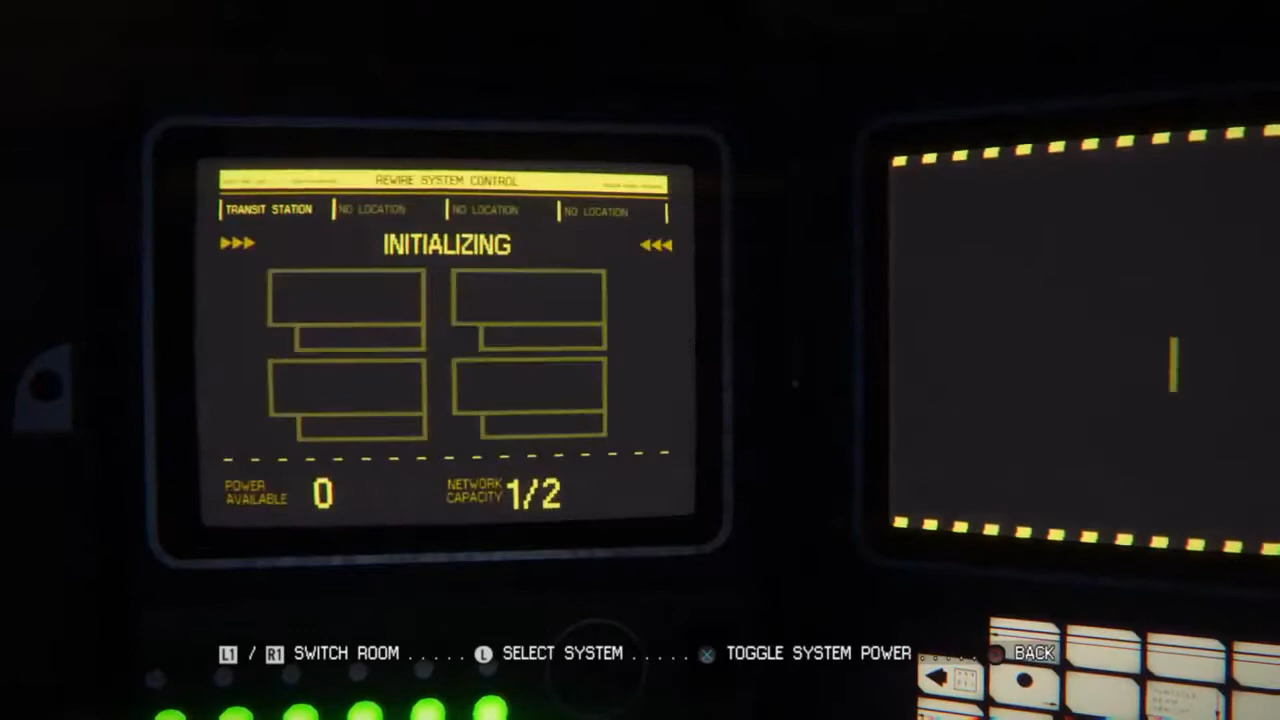 REWIRE SYSTEM CONTROL
TRANSIT STATION NO LOCATION NO LOCATION NO LOCATION
INITIALIZING
POWER AVAILABLE 0 NETWORK CAPACITY 1/2
L1 / R1 SWITCH ROOM ..... L SELECT SYSTEM ..... TOGGLE SYSTEM POWER ..... BACK